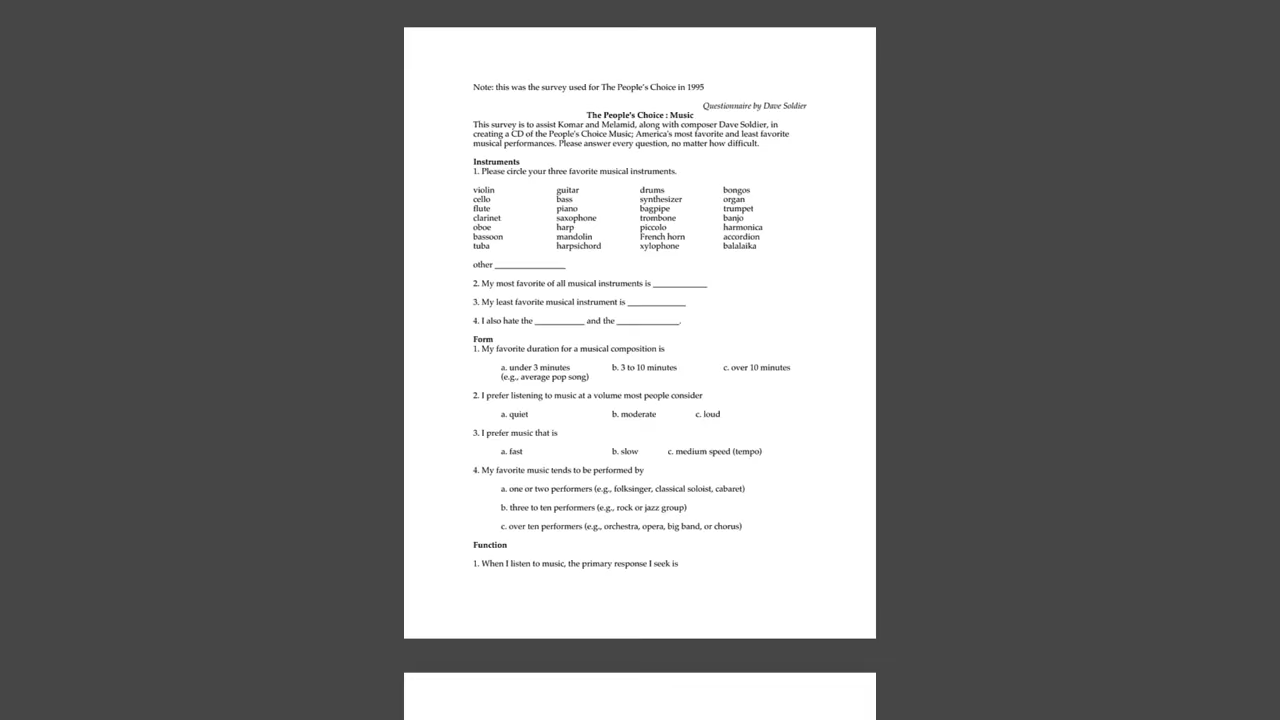 Note: this was the survey used for The People's Choice in 1995
Questionnaire by Dave Soldier
The People's Choice : Music
This survey is to assist Komar and Melamid, along with composer Dave Soldier, in
creating a CD of the People's Choice Music; America's most favorite and least favorite
musical performances. Please answer every question, no matter how difficult.
Instruments
1. Please circle your three favorite musical instruments.
violin guitar drums bongos
cello bass synthesizer organ
flute piano bagpipe trumpet
clarinet saxophone trombone banjo
oboe harp piccolo harmonica
bassoon mandolin French horn accordion
tuba harpsichord xylophone balalaika
other _________________
2. My most favorite of all musical instruments is _____________
3. My least favorite musical instrument is ______________
4. I also hate the ____________ and the _______________.
Form
1. My favorite duration for a musical composition is
a. under 3 minutes b. 3 to 10 minutes c. over 10 minutes
(e.g., average pop song)
2. I prefer listening to music at a volume most people consider
a. quiet b. moderate c. loud
3. I prefer music that is
a. fast b. slow c. medium speed (tempo)
4. My favorite music tends to be performed by
a. one or two performers (e.g., folksinger, classical soloist, cabaret)
b. three to ten performers (e.g., rock or jazz group)
c. over ten performers (e.g., orchestra, opera, big band, or chorus)
Function
1. When I listen to music, the primary response I seek is